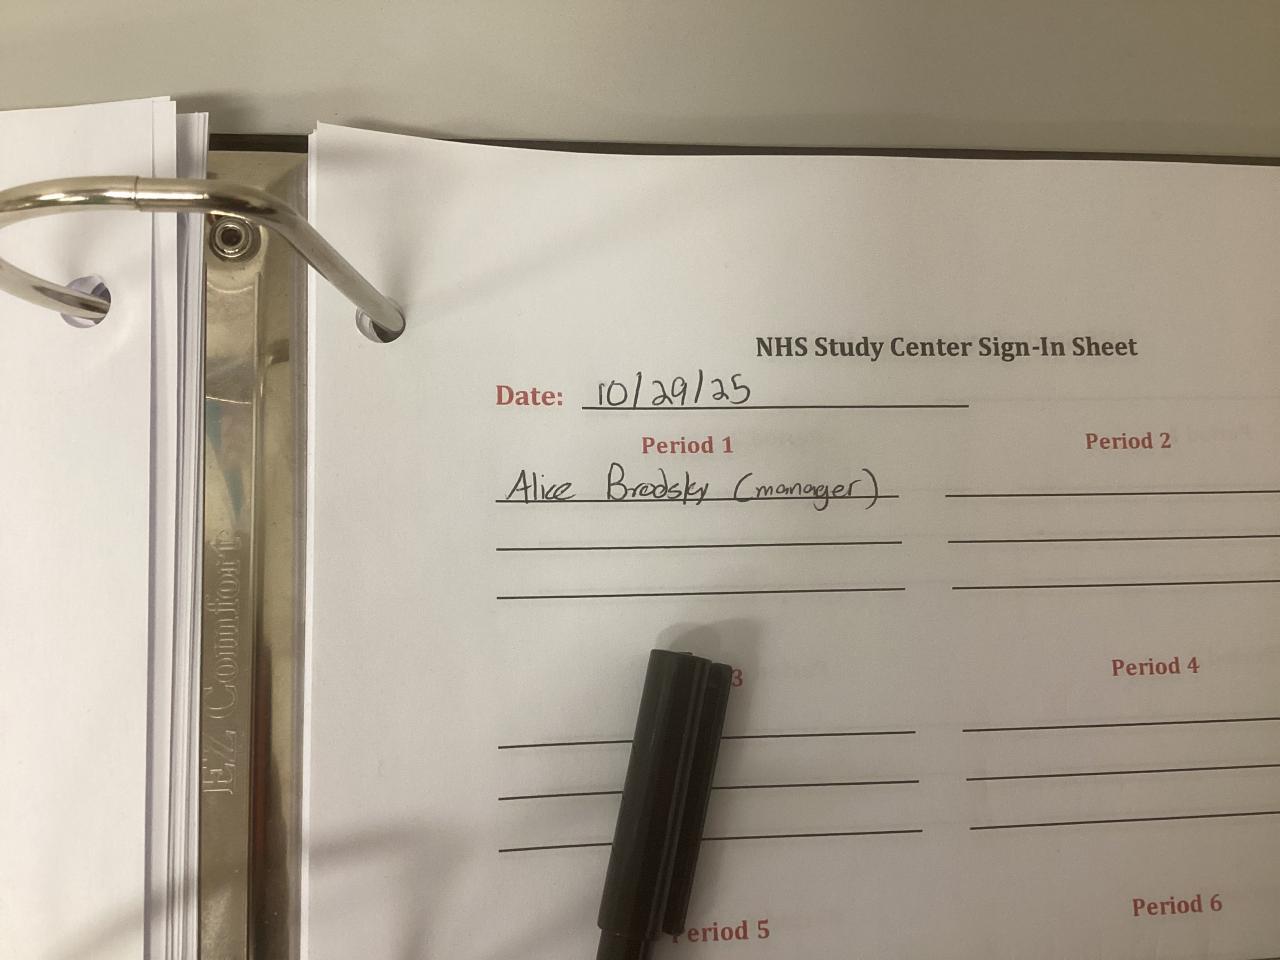 NHS Study Center Sign-In Sheet
Date: 10/29/25
Period 1
Period 2
Alice Brodsky (manager)
3
Period 4
Period 5
Period 6
EZ Comfort